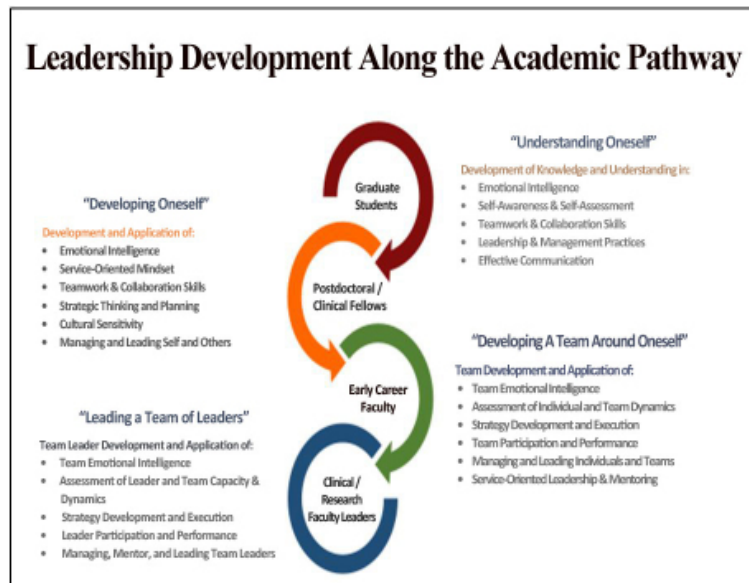 Leadership Development Along the Academic Pathway
"Understanding Oneself"
Development of Knowledge and Understanding in:
• Emotional Intelligence
• Self-Awareness & Self-Assessment
• Teamwork & Collaboration Skills
• Leadership & Management Practices
• Effective Communication
Graduate
Students
"Developing Oneself"
Development and Application of:
• Emotional Intelligence
• Service-Oriented Mindset
• Teamwork & Collaboration Skills
• Strategic Thinking and Planning
• Cultural Sensitivity
• Managing and Leading Self and Others
Postdoctoral /
Clinical Fellows
"Developing A Team Around Oneself"
Team Development and Application of:
• Team Emotional Intelligence
• Assessment of Individual and Team Dynamics
• Strategy Development and Execution
• Team Participation and Performance
• Managing and Leading Individuals and Teams
• Service-Oriented Leadership & Mentoring
Early Career
Faculty
"Leading a Team of Leaders"
Team Leader Development and Application of:
• Team Emotional Intelligence
• Assessment of Leader and Team Capacity &
Dynamics
• Strategy Development and Execution
• Leader Participation and Performance
• Managing, Mentor, and Leading Team Leaders
Clinical /
Research
Faculty Leaders